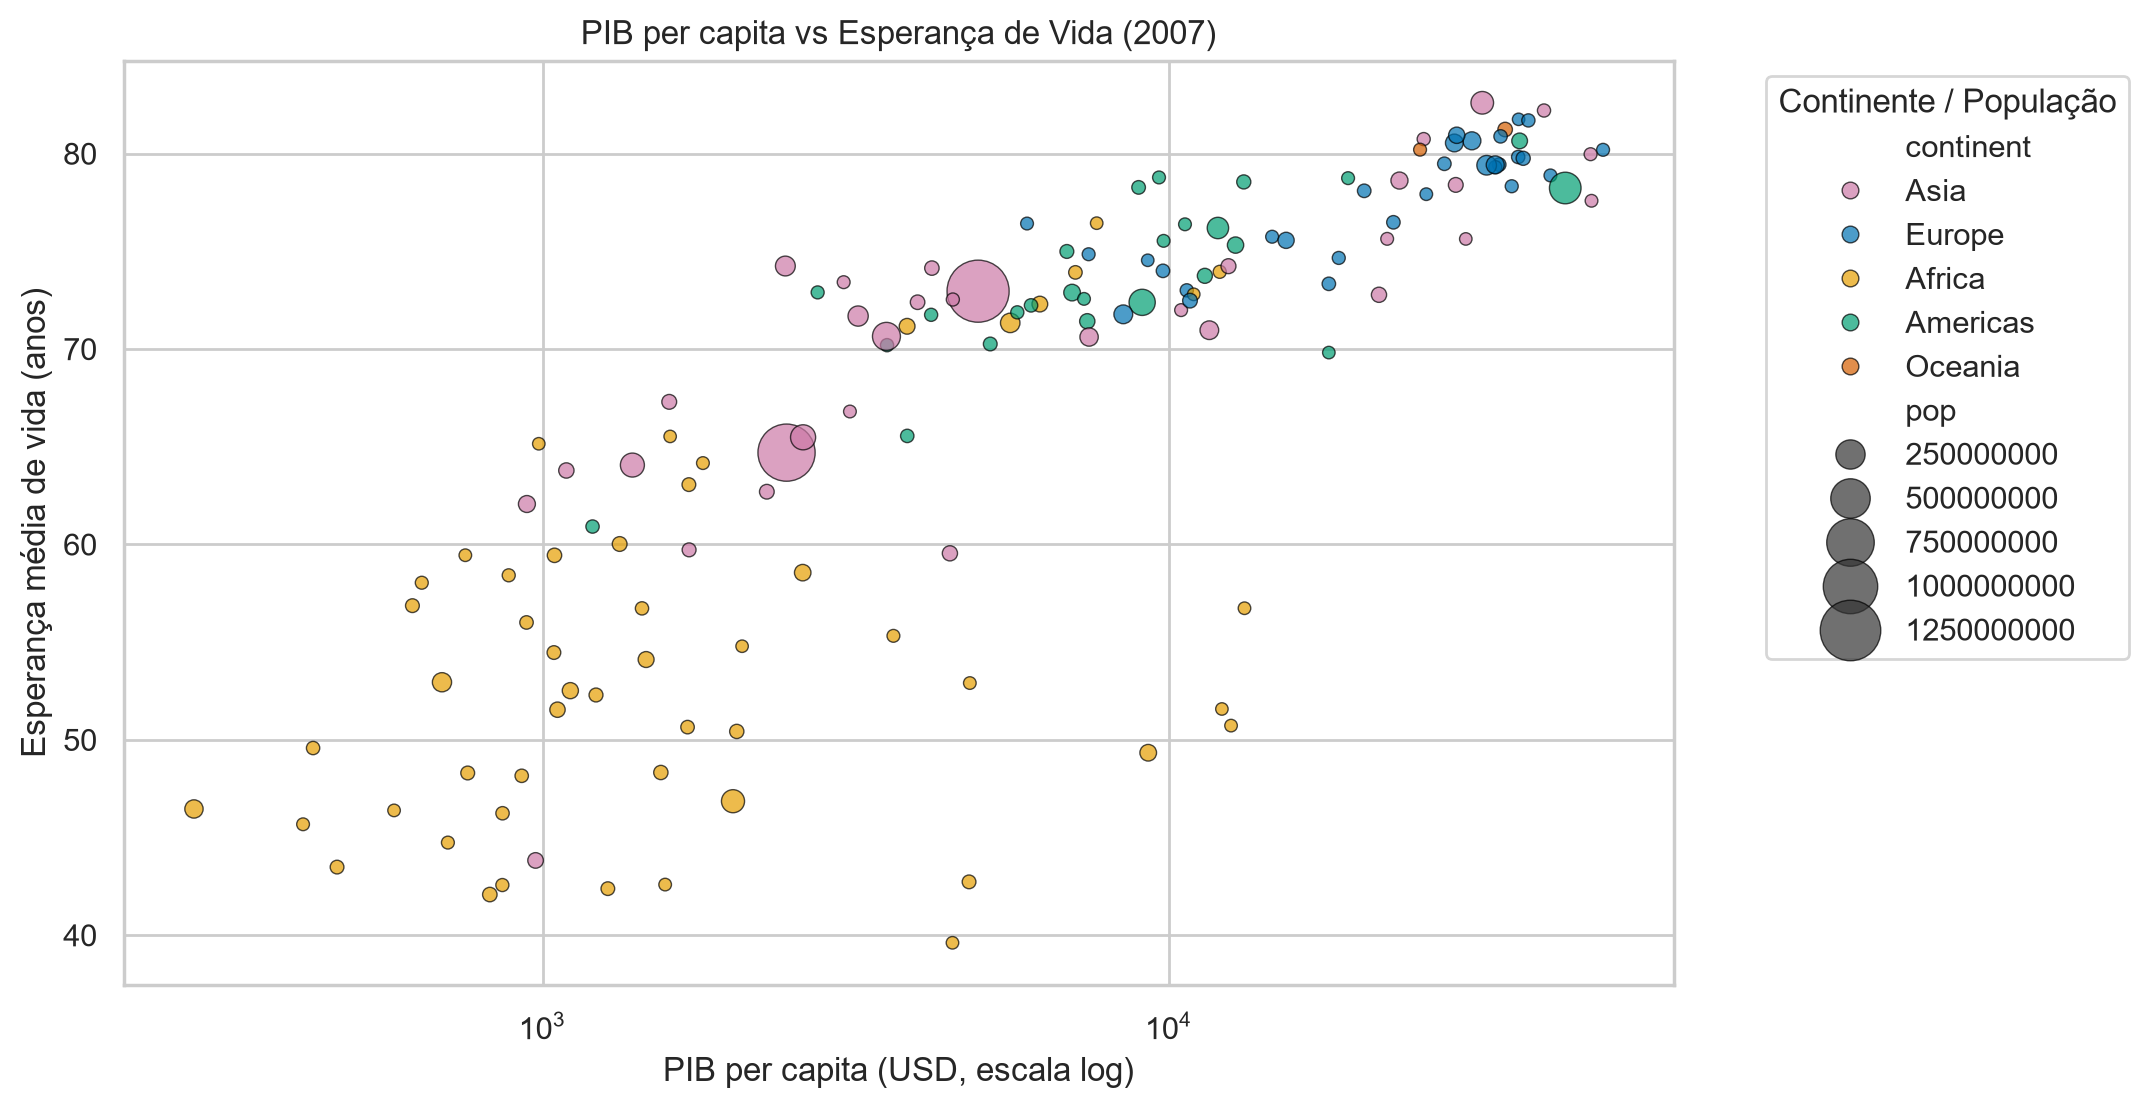 PIB per capita vs Esperança de Vida (2007)
Esperança média de vida (anos)
80
70
60
50
40
10³
10⁴
PIB per capita (USD, escala log)
Continente / População
continent
Asia
Europe
Africa
Americas
Oceania
pop
250000000
500000000
750000000
1000000000
1250000000